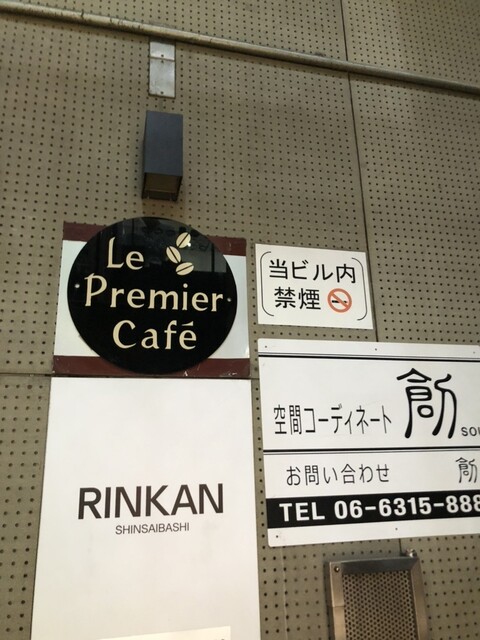 Le
Premier
Café
当ビル内
禁煙
空間コーディネート
お問い合わせ
TEL 06-6315-888
RINKAN
SHINSAIBASHI